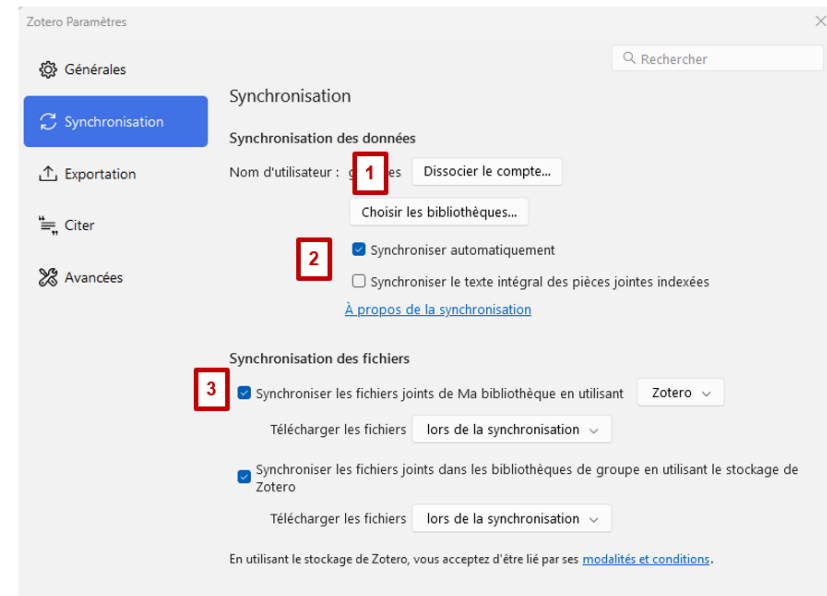 Zotero Paramètres
Rechercher
Générales
Synchronisation
Exportation
Citer
Avancées
Synchronisation
Synchronisation des données
Nom d'utilisateur : 1 Dissocier le compte...
Choisir les bibliothèques...
2
Synchroniser automatiquement
Synchroniser le texte intégral des pièces jointes indexées
À propos de la synchronisation
Synchronisation des fichiers
3 Synchroniser les fichiers joints de Ma bibliothèque en utilisant Zotero
Télécharger les fichiers lors de la synchronisation
Synchroniser les fichiers joints dans les bibliothèques de groupe en utilisant le stockage de
Zotero
Télécharger les fichiers lors de la synchronisation
En utilisant le stockage de Zotero, vous acceptez d'être lié par ses modalités et conditions.